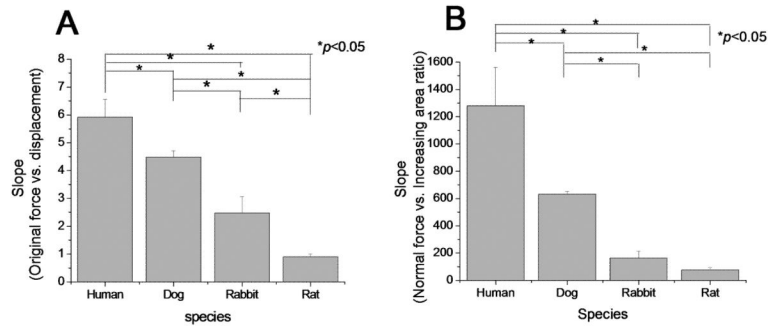 A
*p<0.05
Slope
(Original force vs. displacement)
8
7
6
5
4
3
2
1
0
*
*
*
*
*
*
Human Dog Rabbit Rat
species
B
*p<0.05
Slope
(Normal force vs. Increasing area ratio)
1600
1400
1200
1000
800
600
400
200
0
*
*
*
*
*
Human Dog Rabbit Rat
Species